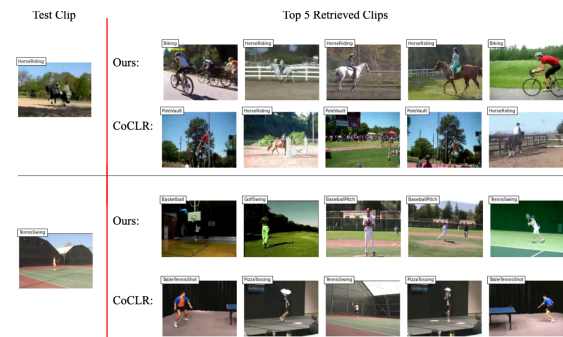 Test Clip
Top 5 Retrieved Clips
HorseRiding
Ours:
Biking
HorseRiding
HorseRiding
HorseRiding
Biking
CoCLR:
PoleVault
HorseRiding
PoleVault
PoleVault
HorseRiding
TennisSwing
Ours:
Basketball
GolfSwing
BaseballPitch
BaseballPitch
TennisSwing
CoCLR:
TableTennisShot
PizzaTossing
TennisSwing
PizzaTossing
TableTennisShot